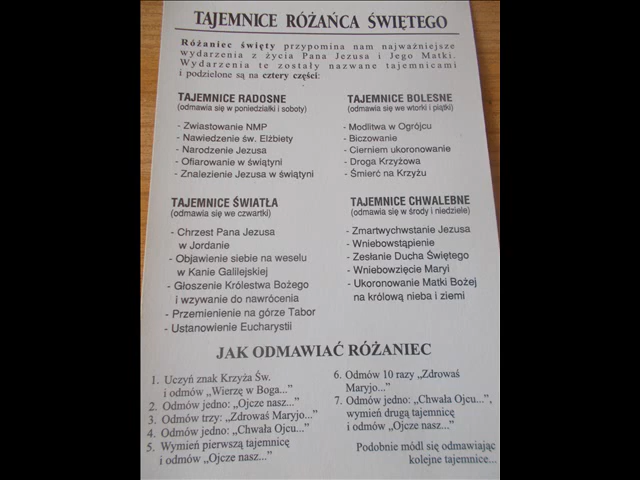 TAJEMNICE RÓŻAŃCA ŚWIĘTEGO
Różaniec święty przypomina nam najważniejsze
wydarzenia z życia Pana Jezusa i Jego Matki.
Wydarzenia te zostały nazwane tajemnicami
i podzielone są na cztery części:
TAJEMNICE RADOSNE
(odmawia się w poniedziałki i soboty)
- Zwiastowanie NMP
- Nawiedzenie św. Elżbiety
- Narodzenie Jezusa
- Ofiarowanie w świątyni
- Znalezienie Jezusa w świątyni
TAJEMNICE BOLESNE
(odmawia się we wtorki i piątki)
- Modlitwa w Ogrójcu
- Biczowanie
- Cierniem ukoronowanie
- Droga Krzyżowa
- Śmierć na Krzyżu
TAJEMNICE ŚWIATŁA
(odmawia się we czwartki)
- Chrzest Pana Jezusa
w Jordanie
- Objawienie siebie na weselu
w Kanie Galilejskiej
- Głoszenie Królestwa Bożego
i wzywanie do nawrócenia
- Przemienienie na górze Tabor
- Ustanowienie Eucharystii
TAJEMNICE CHWALEBNE
(odmawia się w środy i niedziele)
- Zmartwychwstanie Jezusa
- Wniebowstąpienie
- Zesłanie Ducha Świętego
- Wniebowzięcie Maryi
- Ukoronowanie Matki Bożej
na królową nieba i ziemi
JAK ODMAWIAĆ RÓŻANIEC
1. Uczyń znak Krzyża Św.
i odmów „Wierzę w Boga..."
2. Odmów jedno: „Ojcze nasz..."
3. Odmów trzy: „Zdrowaś Maryjo..."
4. Odmów jedno: „Chwała Ojcu..."
5. Wymień pierwszą tajemnicę
i odmów „Ojcze nasz..."
6. Odmów 10 razy „Zdrowaś
Maryjo..."
7. Odmów jedno: „Chwała Ojcu...",
wymień drugą tajemnicę
i odmów „Ojcze nasz..."
Podobnie módl się odmawiając
kolejne tajemnice...